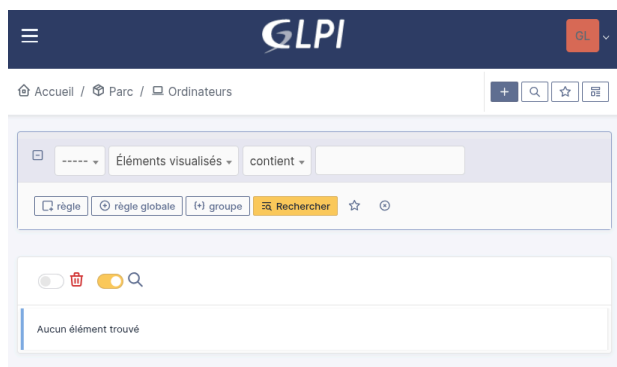 GLPI
GL
Accueil / Parc / Ordinateurs
----- Éléments visualisés contient
règle règle globale {+} groupe Rechercher
Aucun élément trouvé